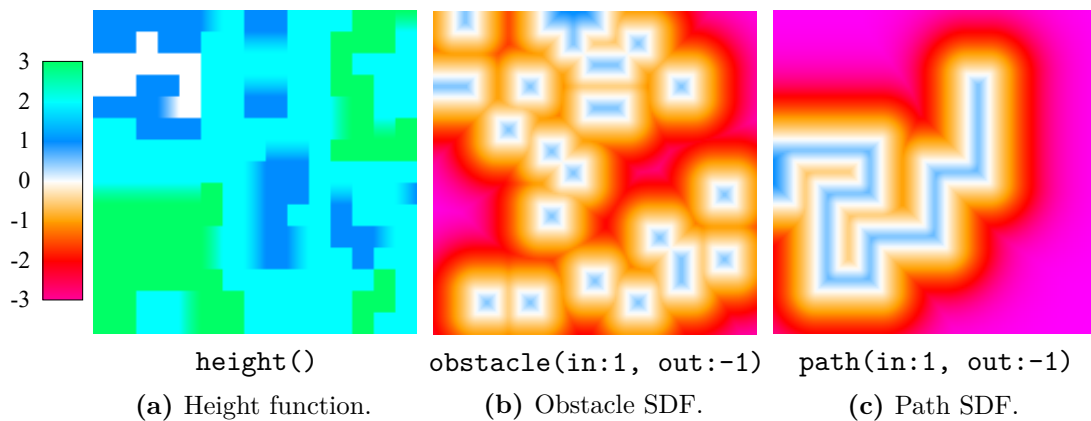 3
2
1
0
-1
-2
-3
height()
obstacle(in:1, out:-1)
path(in:1, out:-1)
(a) Height function.
(b) Obstacle SDF.
(c) Path SDF.